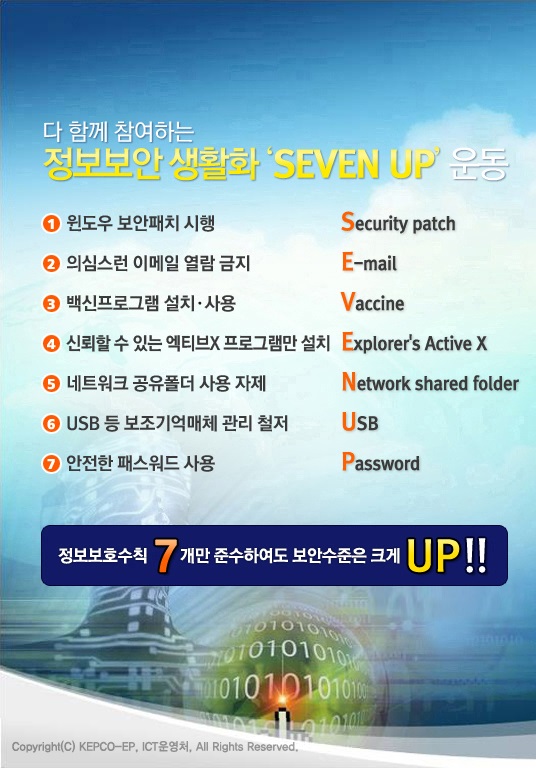 다 함께 참여하는
정보보안 생활화 'SEVEN UP' 운동
1 윈도우 보안패치 시행 Security patch
2 의심스런 이메일 열람 금지 E-mail
3 백신프로그램 설치·사용 Vaccine
4 신뢰할 수 있는 엑티브X 프로그램만 설치 Explorer's Active X
5 네트워크 공유폴더 사용 자제 Network shared folder
6 USB 등 보조기억매체 관리 철저 USB
7 안전한 패스워드 사용 Password
정보보호수칙 7개만 준수하여도 보안수준은 크게 UP!!
01010101
1010101010
01010101010
Copyright(C) KEPCO-EP, ICT운영처, All Rights Reserved.